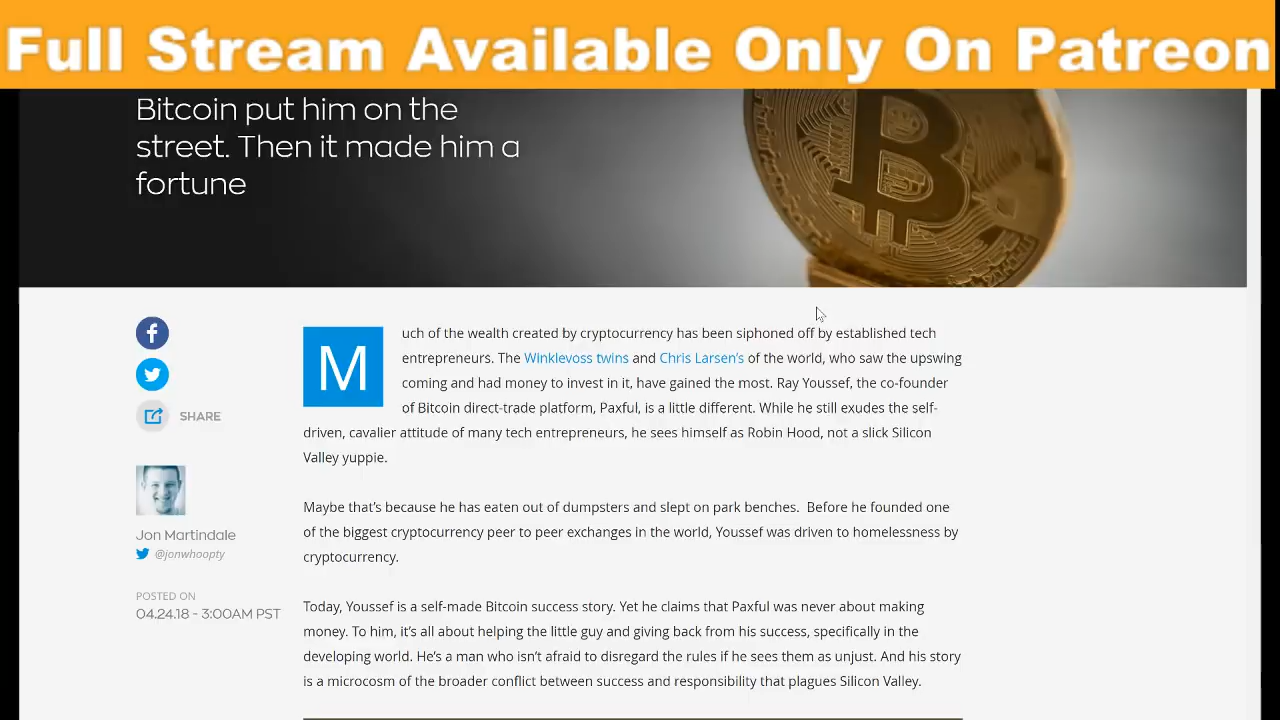 Full Stream Available Only On Patreon
Bitcoin put him on the
street. Then it made him a
fortune
Much of the wealth created by cryptocurrency has been siphoned off by established tech
entrepreneurs. The Winklevoss twins and Chris Larsen's of the world, who saw the upswing
coming and had money to invest in it, have gained the most. Ray Youssef, the co-founder
of Bitcoin direct-trade platform, Paxful, is a little different. While he still exudes the self-
driven, cavalier attitude of many tech entrepreneurs, he sees himself as Robin Hood, not a slick Silicon
Valley yuppie.
SHARE
Jon Martindale
@jonwhoopty
POSTED ON
04.24.18 - 3:00AM PST
Maybe that's because he has eaten out of dumpsters and slept on park benches. Before he founded one
of the biggest cryptocurrency peer to peer exchanges in the world, Youssef was driven to homelessness by
cryptocurrency.
Today, Youssef is a self-made Bitcoin success story. Yet he claims that Paxful was never about making
money. To him, it's all about helping the little guy and giving back from his success, specifically in the
developing world. He's a man who isn't afraid to disregard the rules if he sees them as unjust. And his story
is a microcosm of the broader conflict between success and responsibility that plagues Silicon Valley.